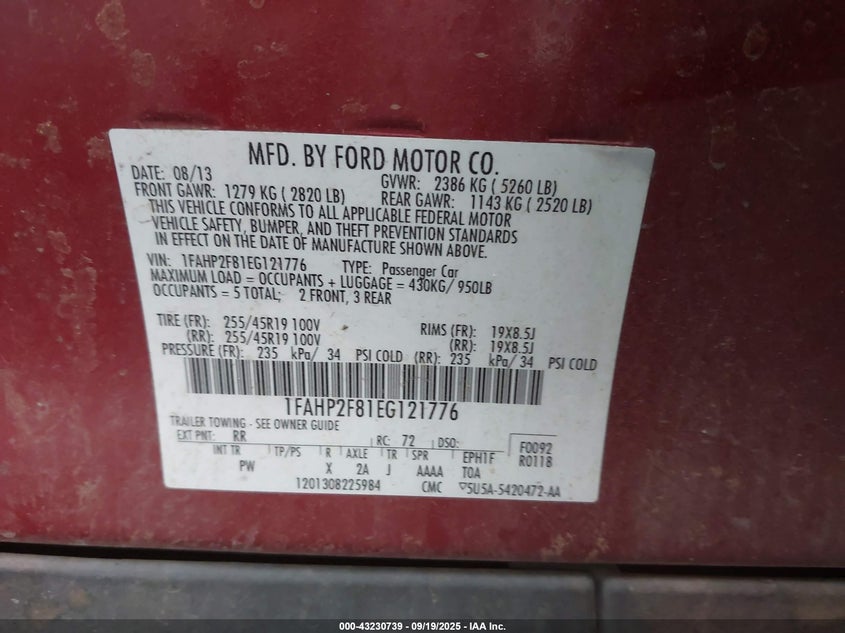 MFD. BY FORD MOTOR CO.
DATE: 08/13 GVWR: 2386 KG ( 5260 LB)
FRONT GAWR: 1279 KG ( 2820 LB) REAR GAWR: 1143 KG ( 2520 LB)
THIS VEHICLE CONFORMS TO ALL APPLICABLE FEDERAL MOTOR
VEHICLE SAFETY, BUMPER, AND THEFT PREVENTION STANDARDS
IN EFFECT ON THE DATE OF MANUFACTURE SHOWN ABOVE.
VIN: 1FAHP2F81EG121776 TYPE: Passenger Car
MAXIMUM LOAD = OCCUPANTS + LUGGAGE = 430KG/ 950LB
OCCUPANTS = 5 TOTAL; 2 FRONT, 3 REAR
TIRE (FR): 255/45R19 100V RIMS (FR): 19X8.5J
(RR): 255/45R19 100V (RR): 19X8.5J
PRESSURE (FR): 235 kPa/ 34 PSI COLD (RR): 235 kPa/ 34 PSI COLD
1FAHP2F81EG121776
TRAILER TOWING - SEE OWNER GUIDE
EXT PNT: RR RC: 72 DSO: F0092
INT TR TP/PS R AXLE TR SPR EPH1F R0118
PW X 2A J AAAA TOA
1201308225984 CMC 5U5A-5420472-AA
000-43230739 - 09/19/2025 - IAA Inc.